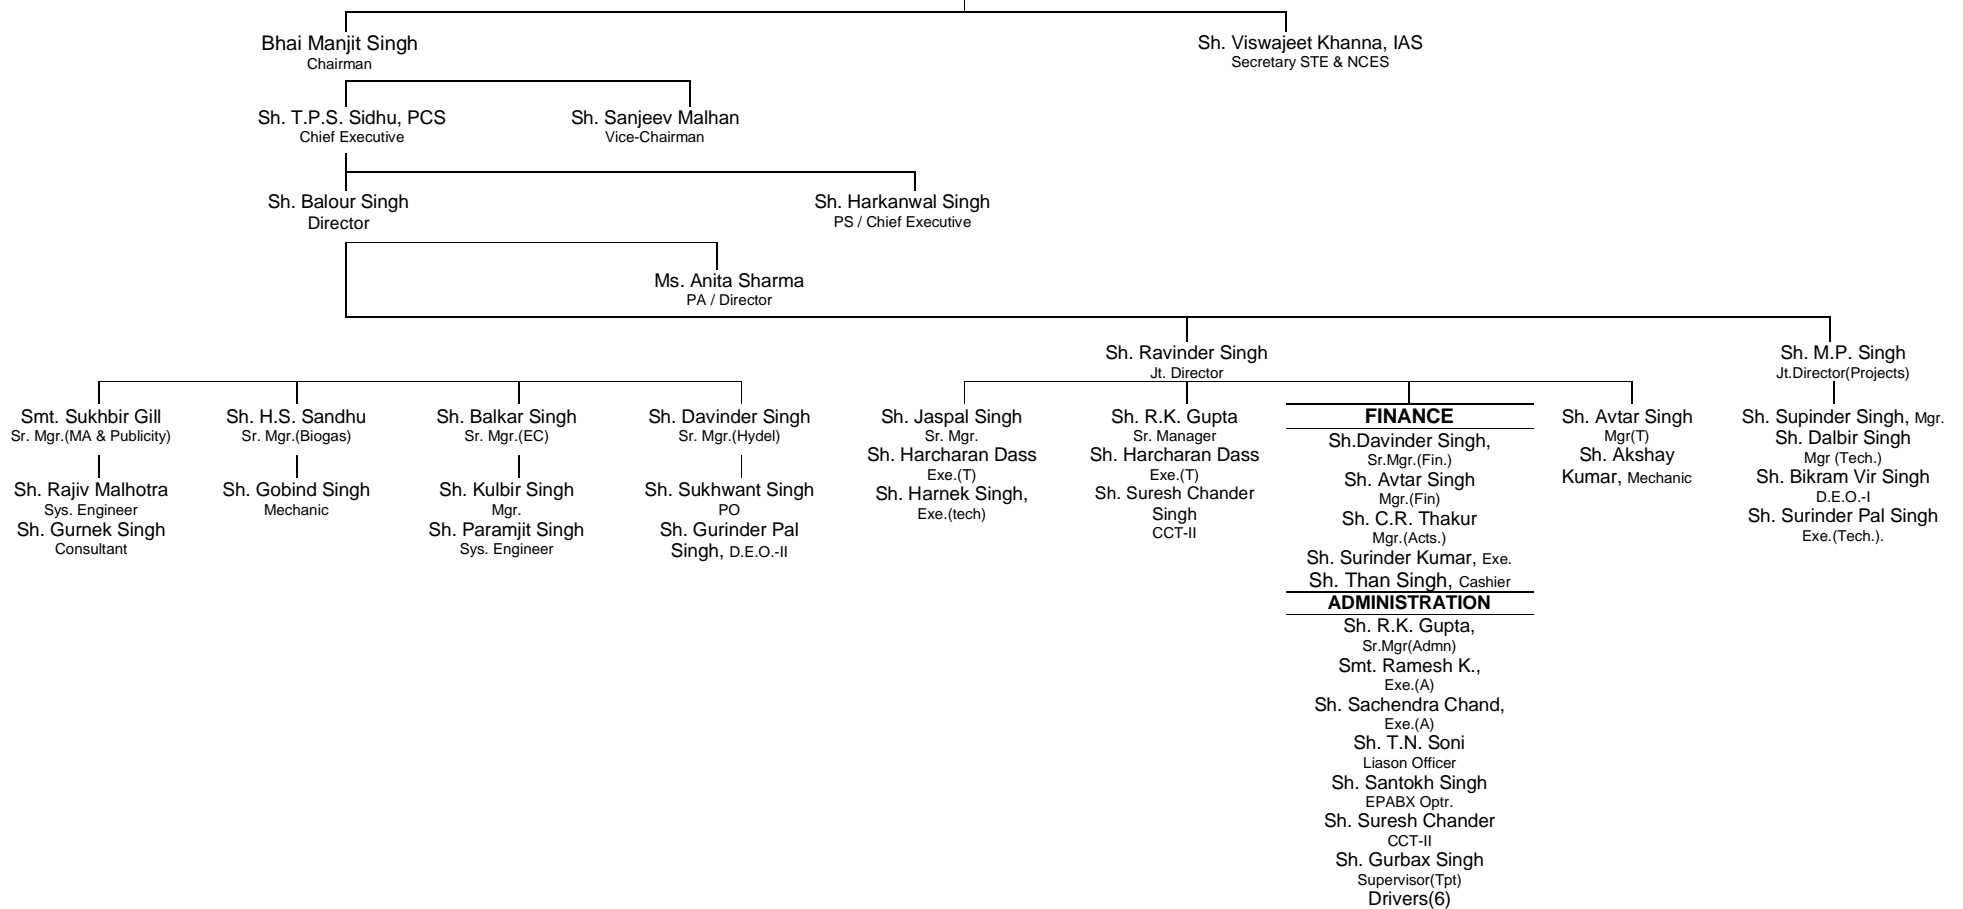 Bhai Manjit Singh
Chairman
Sh. Viswajeet Khanna, IAS
Secretary STE & NCES
Sh. T.P.S. Sidhu, PCS
Chief Executive
Sh. Sanjeev Malhan
Vice-Chairman
Sh. Balour Singh
Director
Sh. Harkanwal Singh
PS / Chief Executive
Ms. Anita Sharma
PA / Director
Sh. Ravinder Singh
Jt. Director
Sh. M.P. Singh
Jt.Director(Projects)
Smt. Sukhbir Gill
Sr. Mgr.(MA & Publicity)
Sh. Rajiv Malhotra
Sys. Engineer
Sh. Gurnek Singh
Consultant
Sh. H.S. Sandhu
Sr. Mgr.(Biogas)
Sh. Gobind Singh
Mechanic
Sh. Balkar Singh
Sr. Mgr.(EC)
Sh. Kulbir Singh
Mgr.
Sh. Paramjit Singh
Sys. Engineer
Sh. Davinder Singh
Sr. Mgr.(Hydel)
Sh. Sukhwant Singh
PO
Sh. Gurinder Pal
Singh, D.E.O.-II
Sh. Jaspal Singh
Sr. Mgr.
Sh. Harcharan Dass
Exe.(T)
Sh. Harnek Singh,
Exe.(tech)
Sh. R.K. Gupta
Sr. Manager
Sh. Harcharan Dass
Exe.(T)
Sh. Suresh Chander
Singh
CCT-II
FINANCE
Sh.Davinder Singh,
Sr.Mgr.(Fin.)
Sh. Avtar Singh
Mgr.(Fin)
Sh. C.R. Thakur
Mgr.(Acts.)
Sh. Surinder Kumar, Exe.
Sh. Than Singh, Cashier
ADMINISTRATION
Sh. R.K. Gupta,
Sr.Mgr(Admn)
Smt. Ramesh K.,
Exe.(A)
Sh. Sachendra Chand,
Exe.(A)
Sh. T.N. Soni
Liason Officer
Sh. Santokh Singh
EPABX Optr.
Sh. Suresh Chander
CCT-II
Sh. Gurbax Singh
Supervisor(Tpt)
Drivers(6)
Sh. Avtar Singh
Mgr(T)
Sh. Akshay
Kumar, Mechanic
Sh. Supinder Singh, Mgr.
Sh. Dalbir Singh
Mgr (Tech.)
Sh. Bikram Vir Singh
D.E.O.-I
Sh. Surinder Pal Singh
Exe.(Tech.).